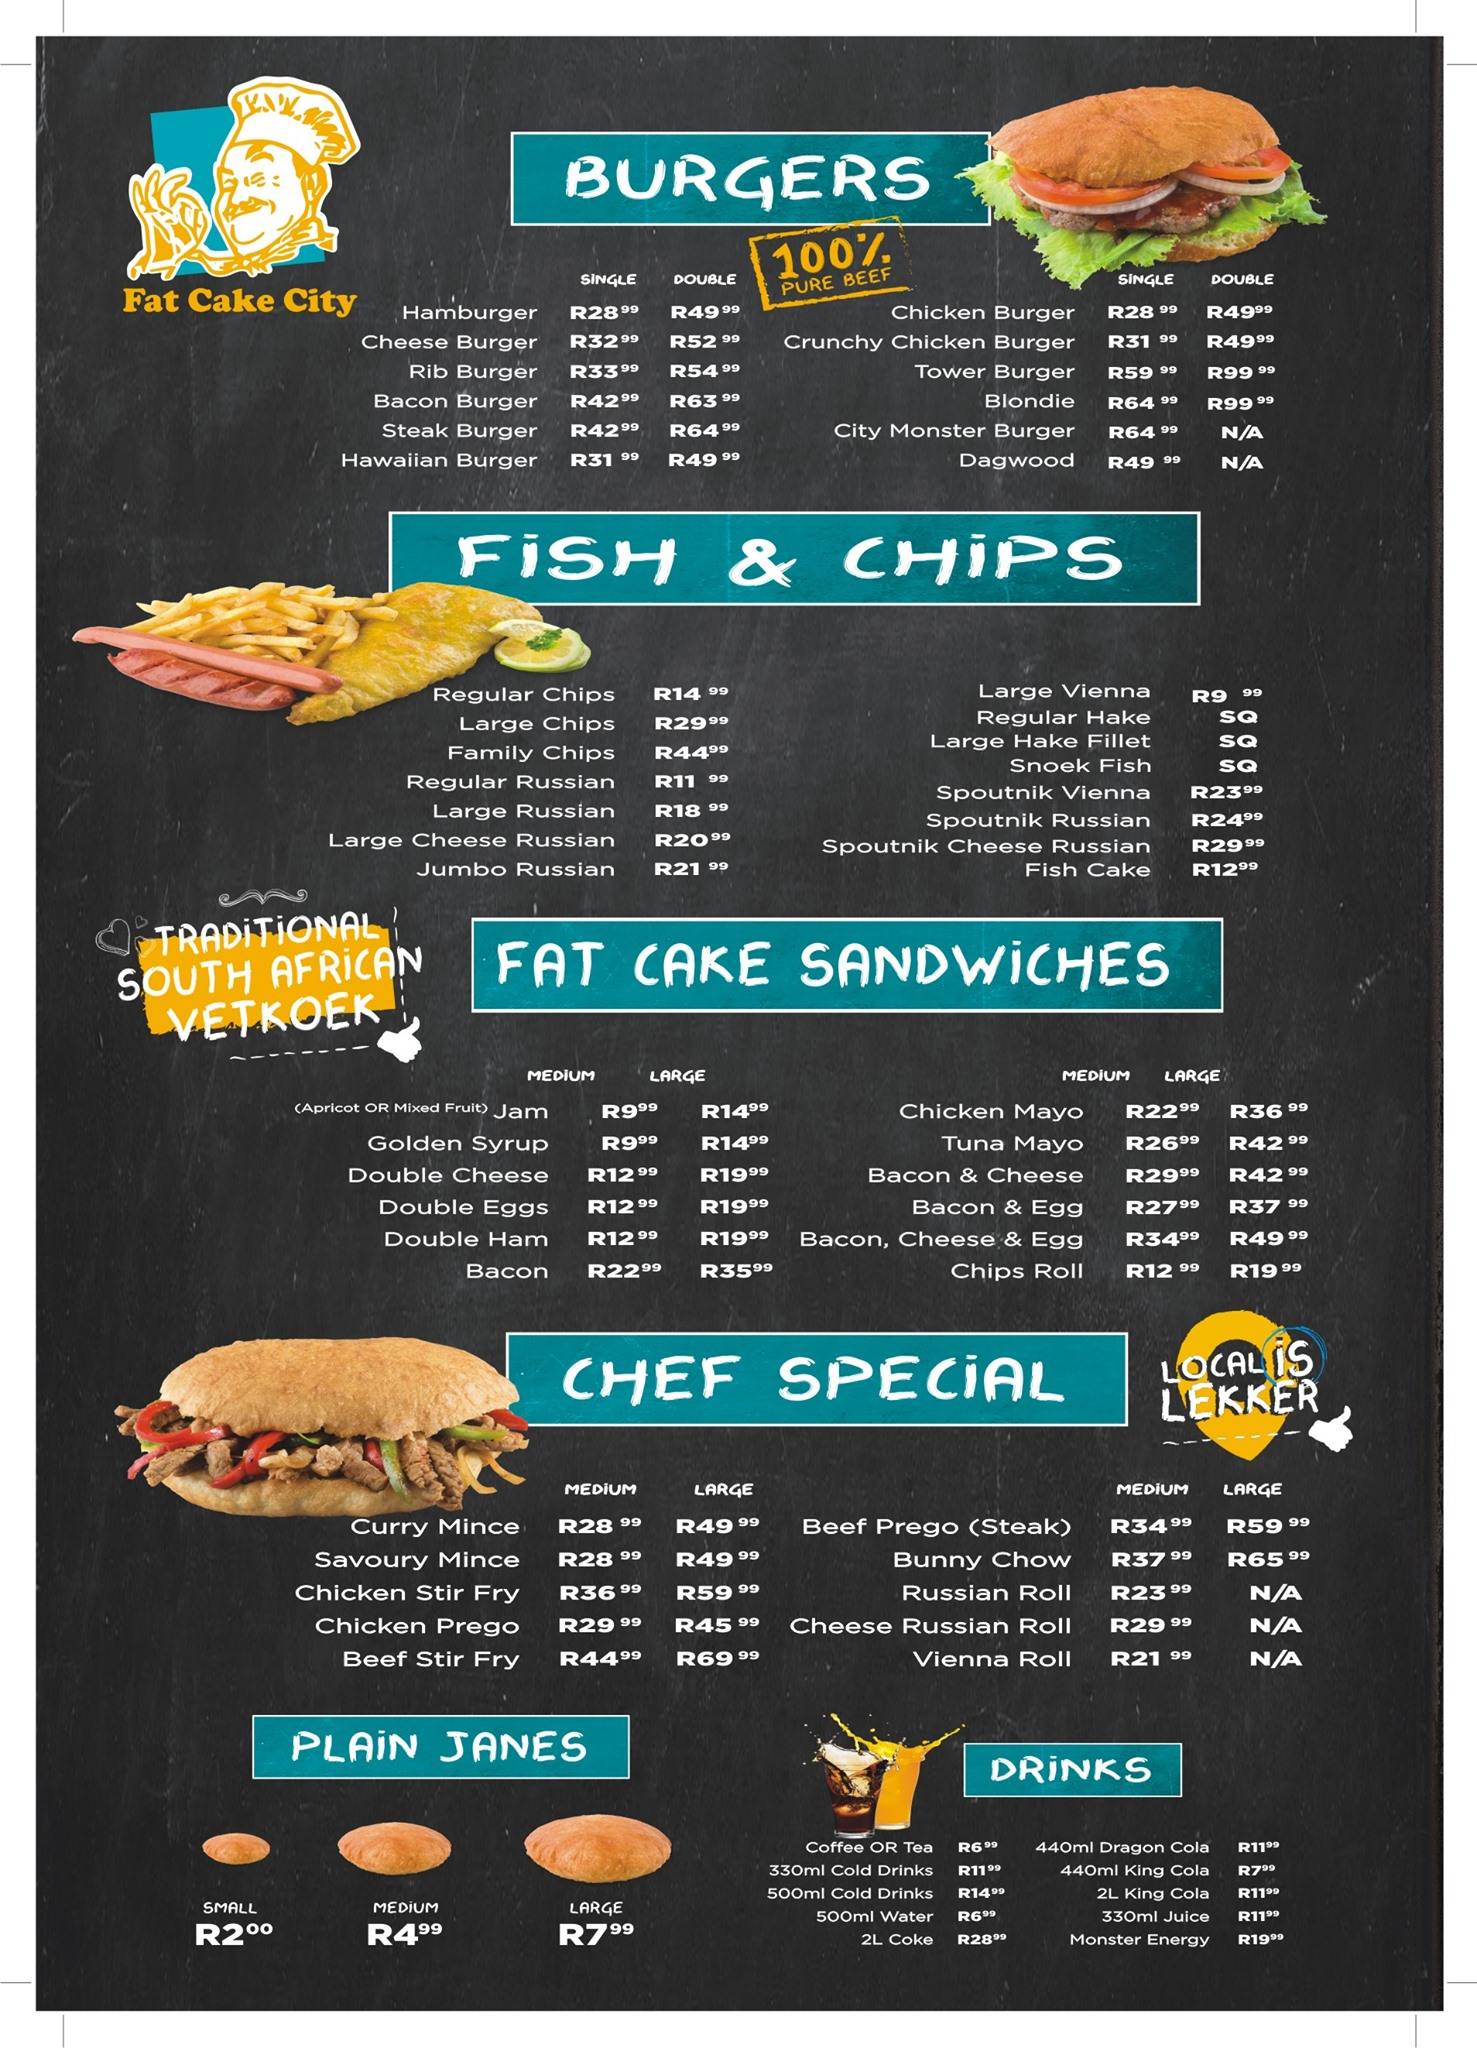 Fat Cake City
BURGERS
100% PURE BEEF
SINGLE DOUBLE
Hamburger R28 99 R49 99
Cheese Burger R32 99 R52 99
Rib Burger R33 99 R54 99
Bacon Burger R42 99 R63 99
Steak Burger R42 99 R64 99
Hawaiian Burger R31 99 R49 99
SINGLE DOUBLE
Chicken Burger R28 99 R49 99
Crunchy Chicken Burger R31 99 R49 99
Tower Burger R59 99 R99 99
Blondie R64 99 R99 99
City Monster Burger R64 99 N/A
Dagwood R49 99 N/A
FISH & CHIPS
Regular Chips R14 99
Large Chips R29 99
Family Chips R44 99
Regular Russian R11 99
Large Russian R18 99
Large Cheese Russian R20 99
Jumbo Russian R21 99
Large Vienna R9 99
Regular Hake SQ
Large Hake Fillet SQ
Snoek Fish SQ
Spoutnik Vienna R23 99
Spoutnik Russian R24 99
Spoutnik Cheese Russian R29 99
Fish Cake R12 99
TRADITIONAL
SOUTH AFRICAN
VETKOEK
FAT CAKE SANDWICHES
MEDIUM LARGE
(Apricot OR Mixed Fruit) Jam R9 99 R14 99
Golden Syrup R9 99 R14 99
Double Cheese R12 99 R19 99
Double Eggs R12 99 R19 99
Double Ham R12 99 R19 99
Bacon R22 99 R35 99
MEDIUM LARGE
Chicken Mayo R22 99 R36 99
Tuna Mayo R26 99 R42 99
Bacon & Cheese R29 99 R42 99
Bacon & Egg R27 99 R37 99
Bacon, Cheese & Egg R34 99 R49 99
Chips Roll R12 99 R19 99
CHEF SPECIAL
LOCAL IS
LEKKER
MEDIUM LARGE
Curry Mince R28 99 R49 99
Savoury Mince R28 99 R49 99
Chicken Stir Fry R36 99 R59 99
Chicken Prego R29 99 R45 99
Beef Stir Fry R44 99 R69 99
MEDIUM LARGE
Beef Prego (Steak) R34 99 R59 99
Bunny Chow R37 99 R65 99
Russian Roll R23 99 N/A
Cheese Russian Roll R29 99 N/A
Vienna Roll R21 99 N/A
PLAIN JANES
SMALL MEDIUM LARGE
R2 00 R4 99 R7 99
DRINKS
Coffee OR Tea R6 99
330ml Cold Drinks R11 99
500ml Cold Drinks R14 99
500ml Water R6 99
2L Coke R28 99
440ml Dragon Cola R11 99
440ml King Cola R7 99
2L King Cola R11 99
330ml Juice R11 99
Monster Energy R19 99